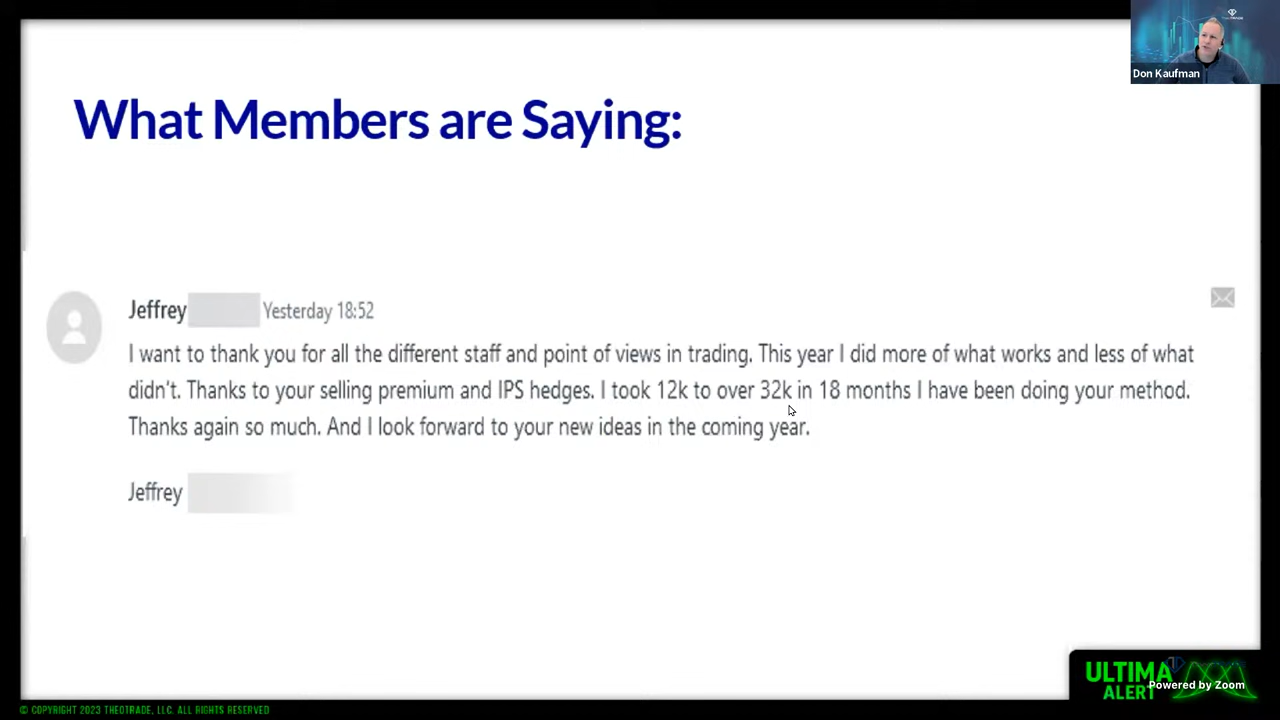 Don Kaufman
What Members are Saying:
Jeffrey Yesterday 18:52
I want to thank you for all the different staff and point of views in trading. This year I did more of what works and less of what
didn't. Thanks to your selling premium and IPS hedges. I took 12k to over 32k in 18 months I have been doing your method.
Thanks again so much. And I look forward to your new ideas in the coming year.
Jeffrey
ULTIMA
ALERT
Powered by Zoom
© COPYRIGHT 2023 THEOTRADE, LLC. ALL RIGHTS RESERVED